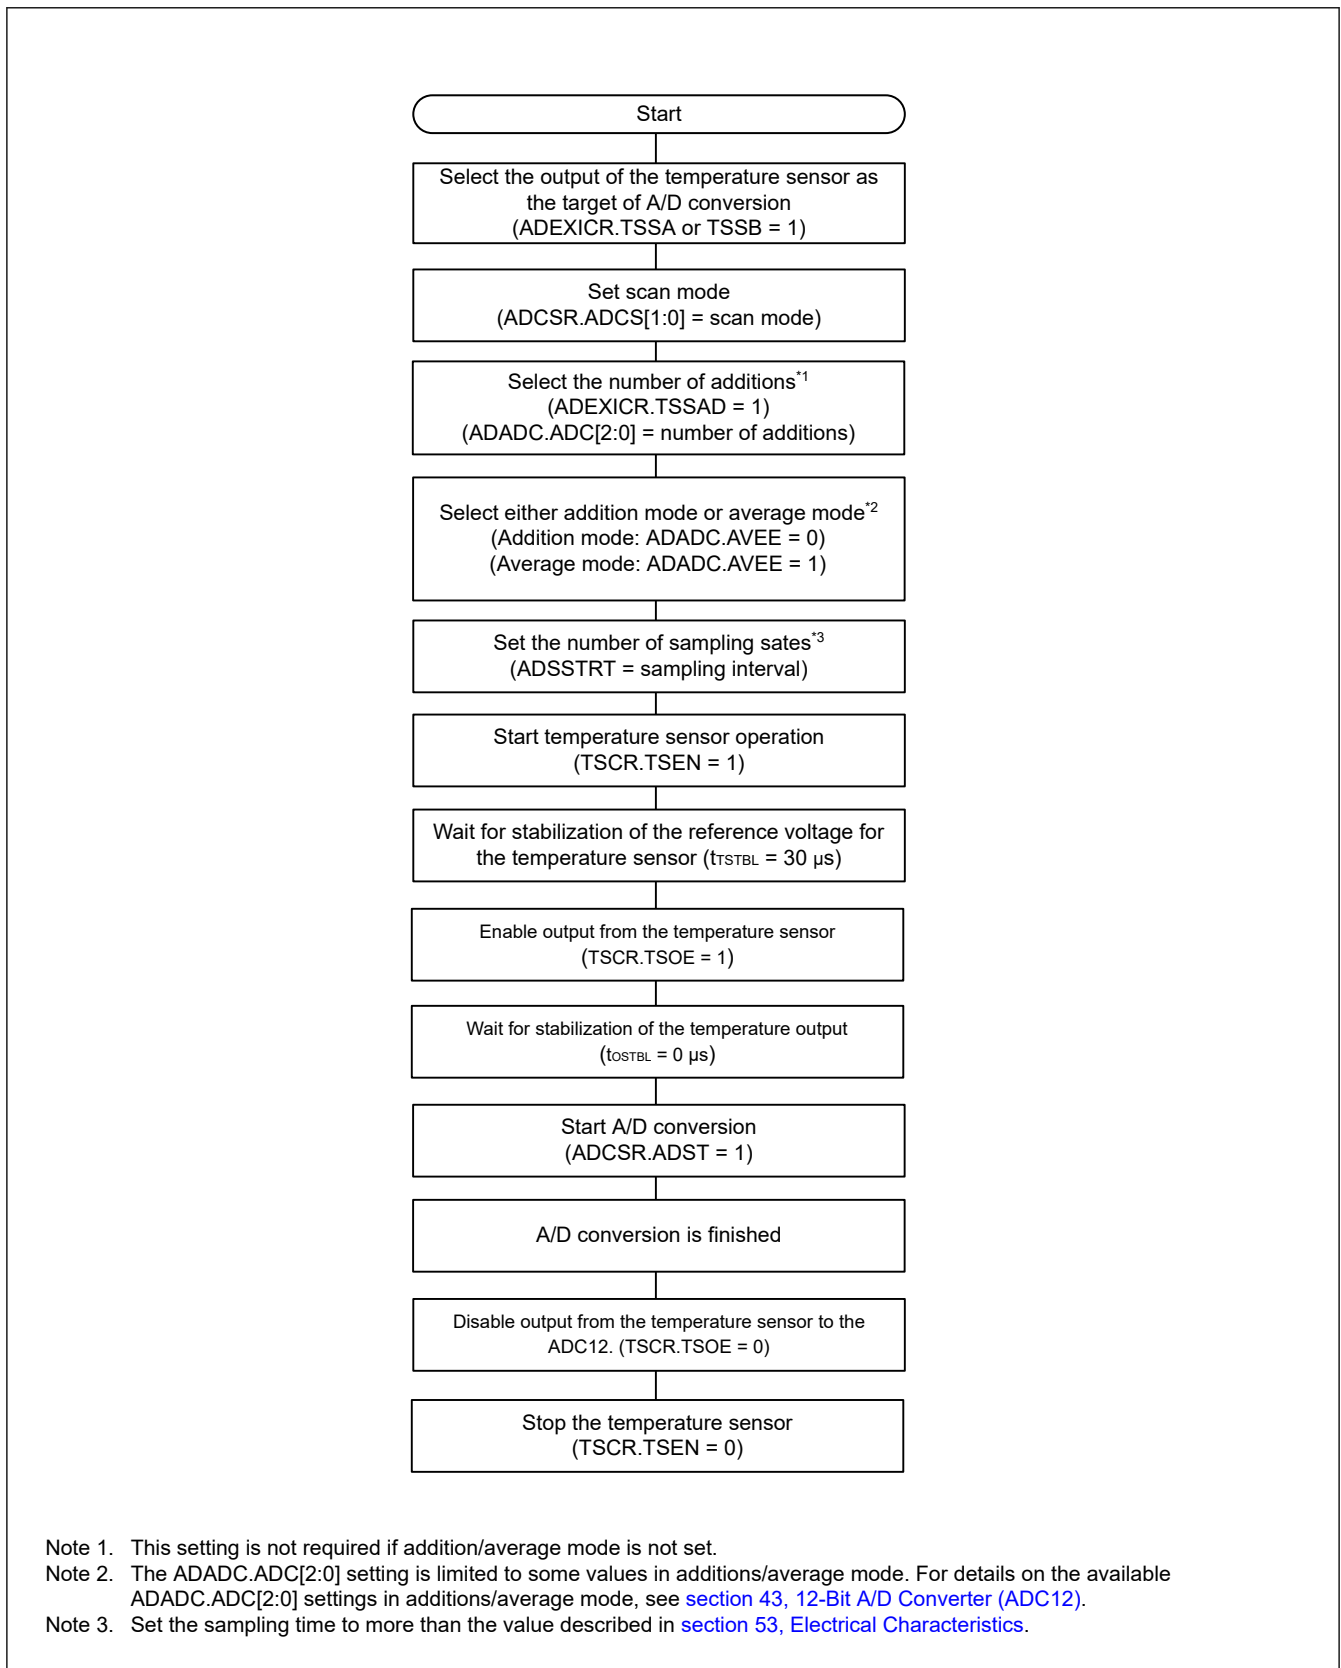 Start
Select the output of the temperature sensor as
the target of A/D conversion
(ADEXICR.TSSA or TSSB = 1)
Set scan mode
(ADCSR.ADCS[1:0] = scan mode)
Select the number of additions*1
(ADEXICR.TSSAD = 1)
(ADADC.ADC[2:0] = number of additions)
Select either addition mode or average mode*2
(Addition mode: ADADC.AVEE = 0)
(Average mode: ADADC.AVEE = 1)
Set the number of sampling sates*3
(ADSSTRT = sampling interval)
Start temperature sensor operation
(TSCR.TSEN = 1)
Wait for stabilization of the reference voltage for
the temperature sensor (tTSTBL = 30 µs)
Enable output from the temperature sensor
(TSCR.TSOE = 1)
Wait for stabilization of the temperature output
(tOSTBL = 0 µs)
Start A/D conversion
(ADCSR.ADST = 1)
A/D conversion is finished
Disable output from the temperature sensor to the
ADC12. (TSCR.TSOE = 0)
Stop the temperature sensor
(TSCR.TSEN = 0)
Note 1. This setting is not required if addition/average mode is not set.
Note 2. The ADADC.ADC[2:0] setting is limited to some values in additions/average mode. For details on the available
ADADC.ADC[2:0] settings in additions/average mode, see section 43, 12-Bit A/D Converter (ADC12).
Note 3. Set the sampling time to more than the value described in section 53, Electrical Characteristics.